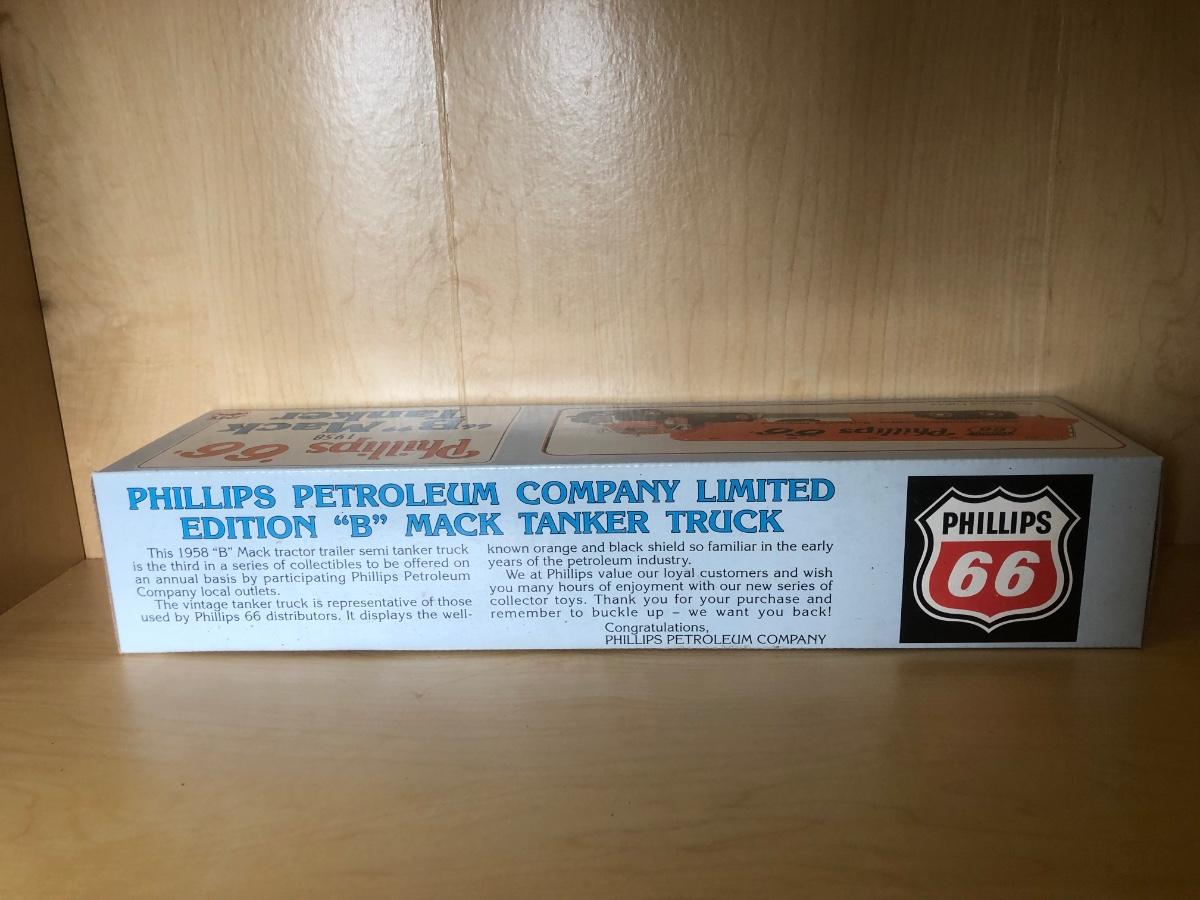 Phillips 66
1958
"B" Mack
Tanker
Phillips 66
PHILLIPS PETROLEUM COMPANY LIMITED
EDITION “B” MACK TANKER TRUCK
This 1958 “B” Mack tractor trailer semi tanker truck
is the third in a series of collectibles to be offered on
an annual basis by participating Phillips Petroleum
Company local outlets.
The vintage tanker truck is representative of those
used by Phillips 66 distributors. It displays the well-
known orange and black shield so familiar in the early
years of the petroleum industry.
We at Phillips value our loyal customers and wish
you many hours of enjoyment with our new series of
collector toys. Thank you for your purchase and
remember to buckle up – we want you back!
Congratulations,
PHILLIPS PETROLEUM COMPANY
PHILLIPS
66